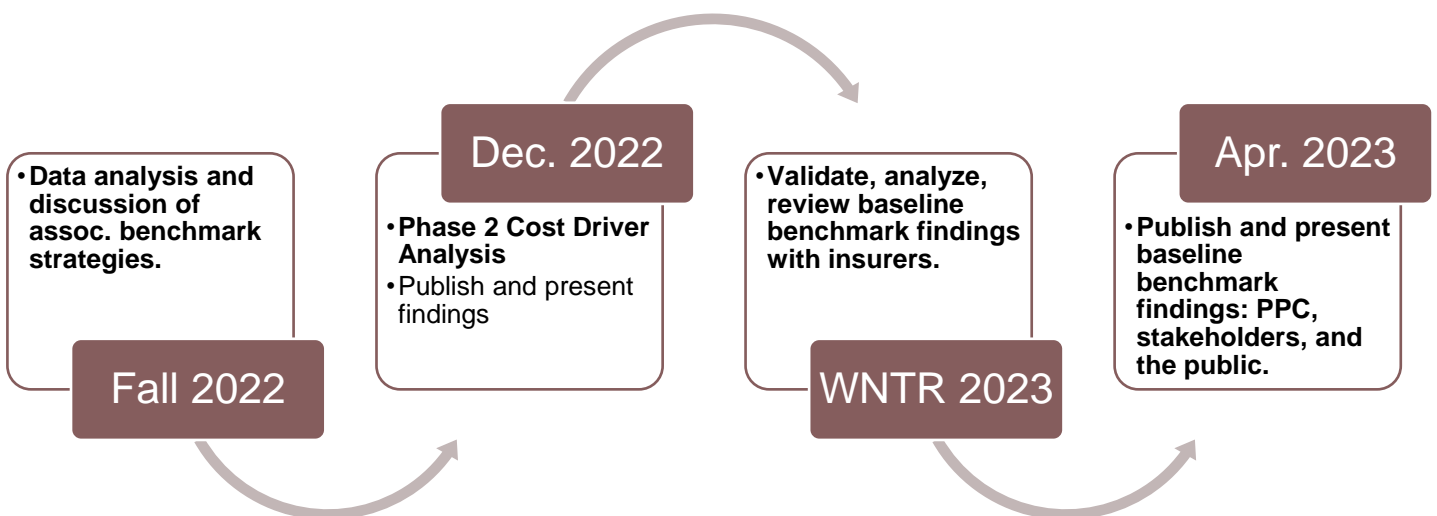 •Data analysis and
discussion of
assoc. benchmark
strategies.
Fall 2022
Dec. 2022
•Phase 2 Cost Driver
Analysis
•Publish and present
findings
•Validate, analyze,
review baseline
benchmark findings
with insurers.
WNTR 2023
Apr. 2023
•Publish and present
baseline
benchmark
findings: PPC,
stakeholders, and
the public.